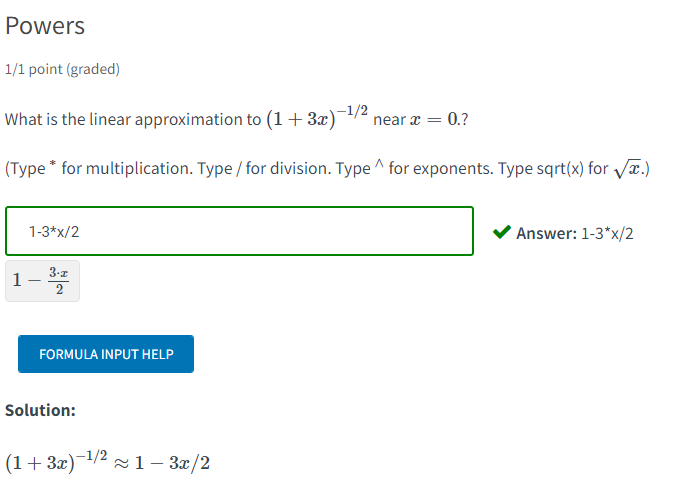 Powers
1/1 point (graded)
What is the linear approximation to (1 + 3x)^{−1/2} near x = 0.?
(Type * for multiplication. Type / for division. Type ^ for exponents. Type sqrt(x) for √x.)
1-3*x/2
✔ Answer: 1-3*x/2
1 − \frac{3·x}{2}
FORMULA INPUT HELP
Solution:
(1 + 3x)^{−1/2} ≈ 1 − 3x/2